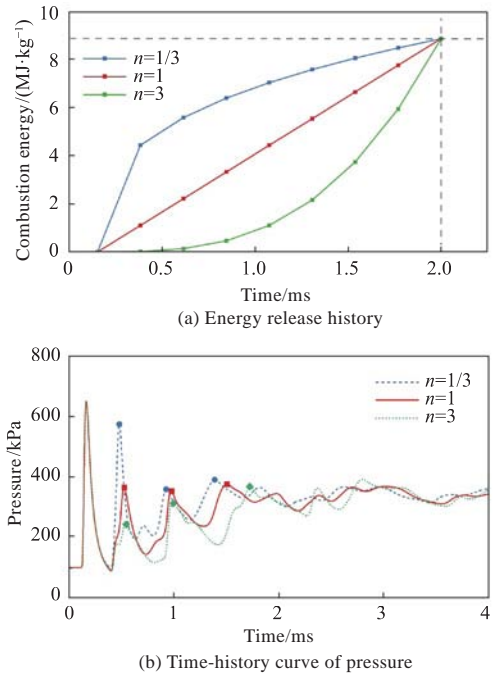 10
8
6
4
2
0
Combustion energy/(MJ·kg⁻¹)
n=1/3
n=1
n=3
0 0.5 1.0 1.5 2.0
Time/ms
(a) Energy release history
800
600
400
200
0
Pressure/kPa
n=1/3
n=1
n=3
0 1 2 3 4
Time/ms
(b) Time-history curve of pressure